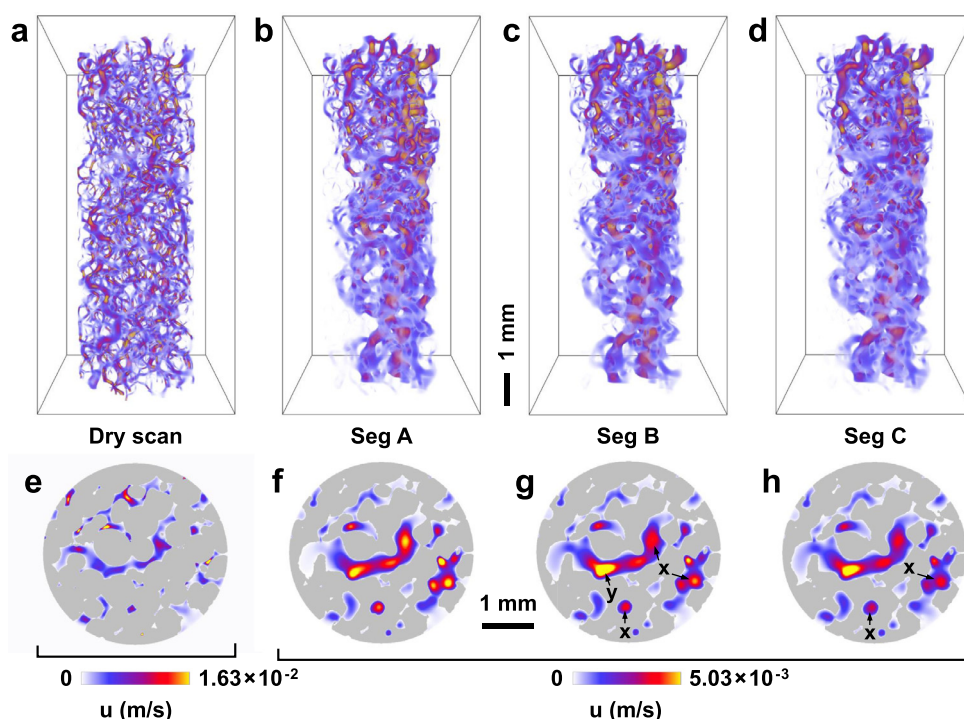 a b c d
1 mm
Dry scan Seg A Seg B Seg C
e f g h
x x
y
x x
1 mm
0 1.63×10⁻² 0 5.03×10⁻³
u (m/s) u (m/s)